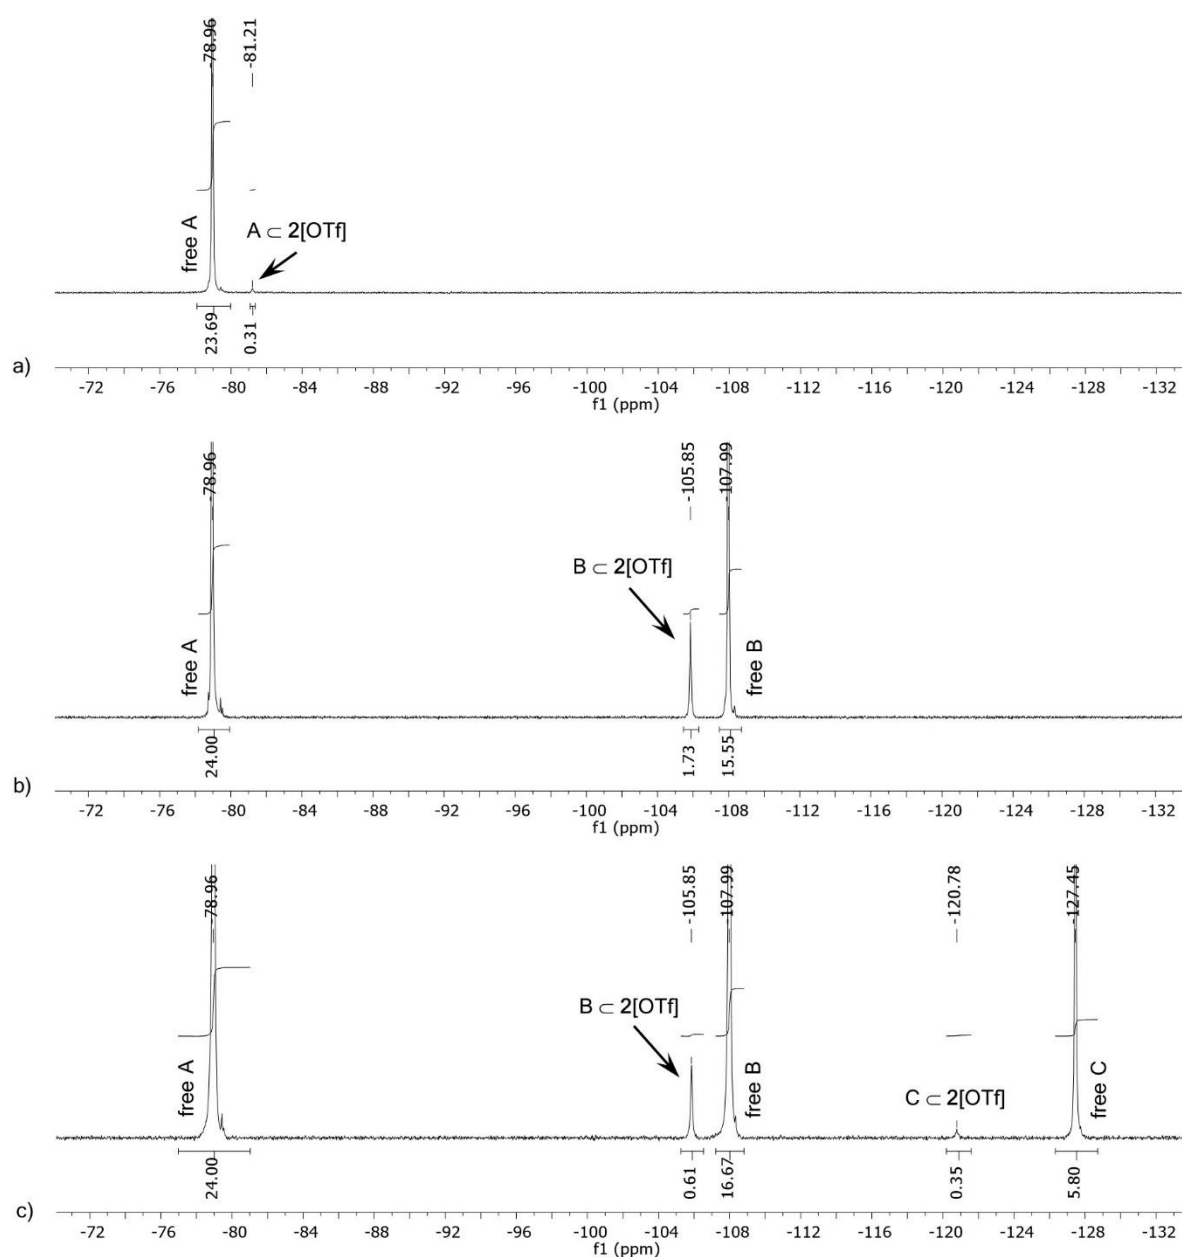 -78.96
-81.21
free A
A ⊂ 2[OTf]
23.69
0.31
a)
-72 -76 -80 -84 -88 -92 -96 -100 -104 -108 -112 -116 -120 -124 -128 -132
f1 (ppm)
-78.96
-105.85
-107.99
B ⊂ 2[OTf]
free A
free B
24.00
1.73
15.55
b)
-72 -76 -80 -84 -88 -92 -96 -100 -104 -108 -112 -116 -120 -124 -128 -132
f1 (ppm)
-78.96
-105.85
-107.99
-120.78
-127.45
B ⊂ 2[OTf]
free A
free B
C ⊂ 2[OTf]
free C
24.00
0.61
16.67
0.35
5.80
c)
-72 -76 -80 -84 -88 -92 -96 -100 -104 -108 -112 -116 -120 -124 -128 -132
f1 (ppm)